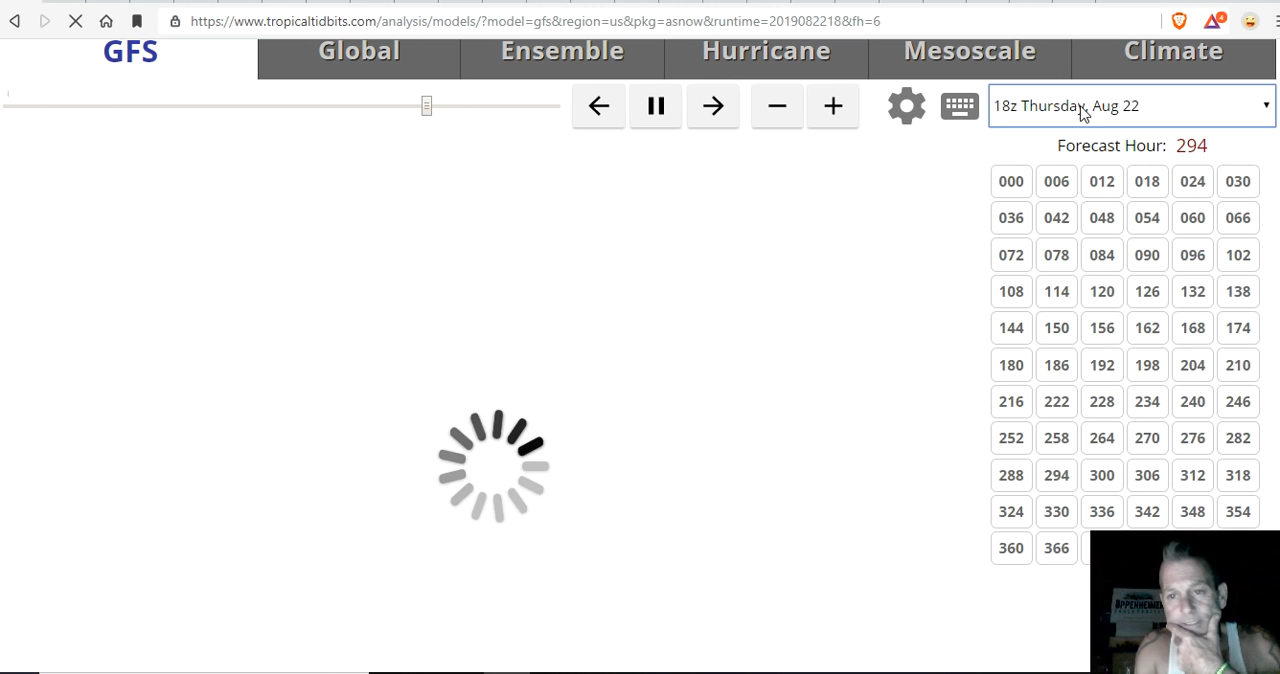 https://www.tropicaltidbits.com/analysis/models/?model=gfs&region=us&pkg=asnow&runtime=2019082218&fh=6
4
GFS
Global
Ensemble
Hurricane
Mesoscale
Climate
18z Thursday, Aug 22
Forecast Hour: 294
000 006 012 018 024 030
036 042 048 054 060 066
072 078 084 090 096 102
108 114 120 126 132 138
144 150 156 162 168 174
180 186 192 198 204 210
216 222 228 234 240 246
252 258 264 270 276 282
288 294 300 306 312 318
324 330 336 342 348 354
360 366
OPPENHEIMER